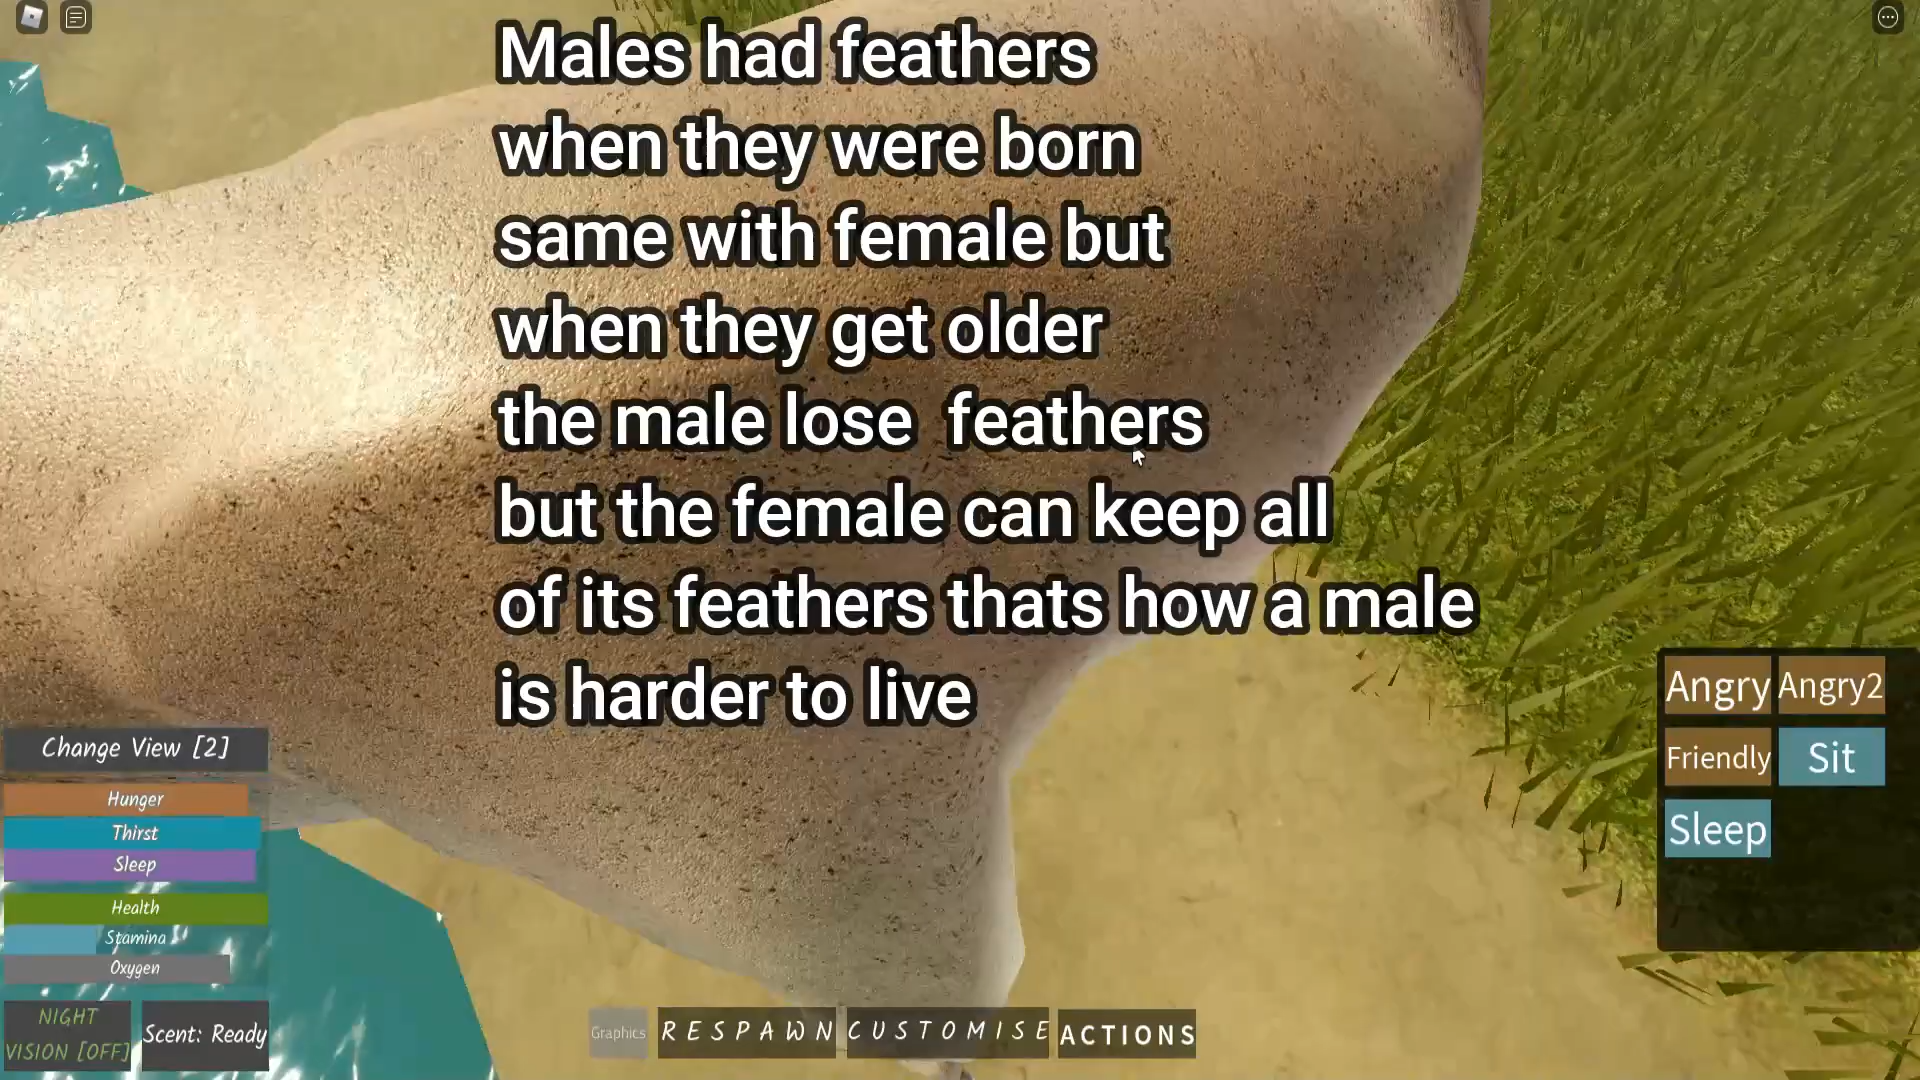 Males had feathers
when they were born
same with female but
when they get older
the male lose feathers
but the female can keep all
of its feathers thats how a male
is harder to live
Angry Angry2
Friendly Sit
Sleep
Change View [2]
Hunger
Thirst
Sleep
Health
Stamina
Oxygen
NIGHT
VISION [OFF]
Scent: Ready
Graphics RESPAWN CUSTOMISE ACTIONS